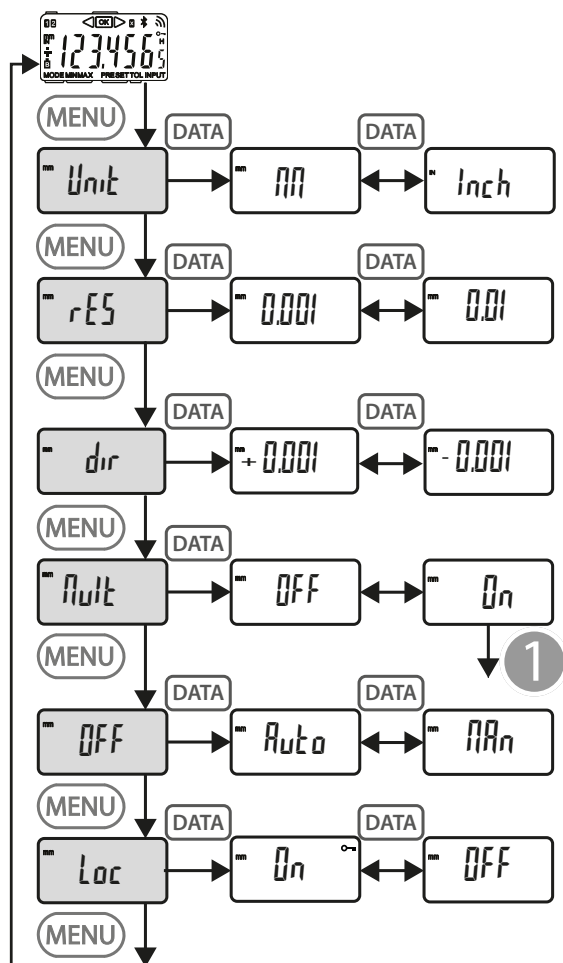 1 2 OK
mm 123.4565 H
MODE MINMAX PRESET TOL INPUT
MENU
DATA DATA
mm Unit mm MM IN Inch
MENU
DATA DATA
mm rES mm 0.001 mm 0.01
MENU
DATA DATA
mm dir mm + 0.001 mm - 0.001
MENU
DATA
mm Mult mm OFF mm On
MENU
1
DATA DATA
mm OFF mm Auto mm MAn
MENU
DATA DATA
mm Loc mm On mm OFF
MENU